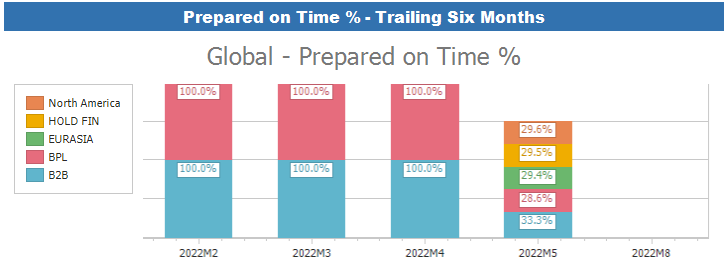 Prepared on Time % - Trailing Six Months
Global - Prepared on Time %
North America
HOLD FIN
EURASIA
BPL
B2B
100.0%
100.0%
100.0%
100.0%
100.0%
100.0%
29.6%
29.5%
29.4%
28.6%
33.3%
2022M2
2022M3
2022M4
2022M5
2022M8